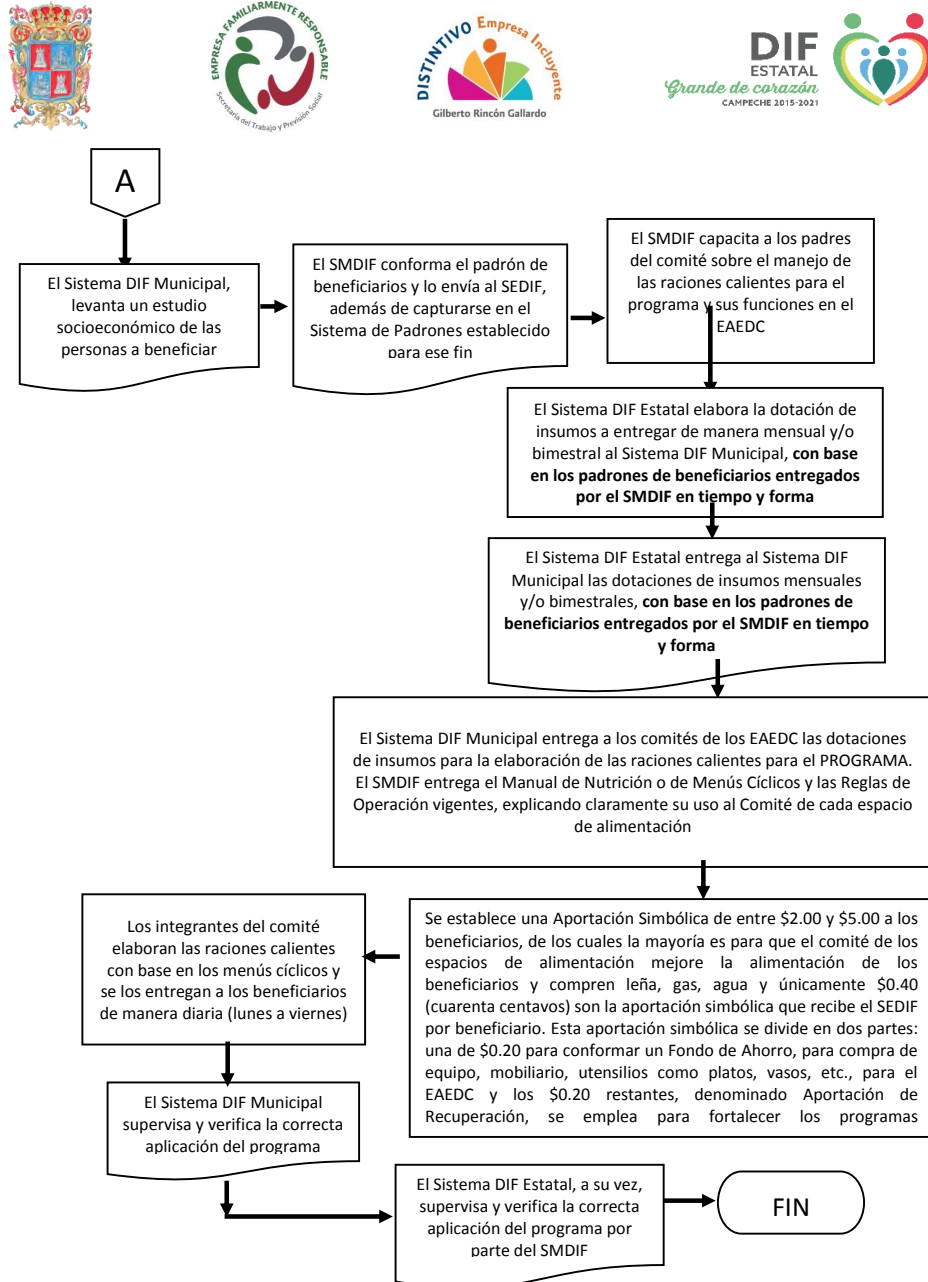 EMPRESA FAMILIARMENTE RESPONSABLE
Secretaría del Trabajo y Previsión Social
DISTINTIVO Empresa Incluyente
Gilberto Rincón Gallardo
DIF
ESTATAL
Grande de corazón
CAMPECHE 2015-2021
A
El Sistema DIF Municipal,
levanta un estudio
socioeconómico de las
personas a beneficiar
El SMDIF conforma el padrón de
beneficiarios y lo envía al SEDIF,
además de capturarse en el
Sistema de Padrones establecido
para ese fin
El SMDIF capacita a los padres
del comité sobre el manejo de
las raciones calientes para el
programa y sus funciones en el
EAEDC
El Sistema DIF Estatal elabora la dotación de
insumos a entregar de manera mensual y/o
bimestral al Sistema DIF Municipal, con base
en los padrones de beneficiarios entregados
por el SMDIF en tiempo y forma
El Sistema DIF Estatal entrega al Sistema DIF
Municipal las dotaciones de insumos mensuales
y/o bimestrales, con base en los padrones de
beneficiarios entregados por el SMDIF en tiempo
y forma
El Sistema DIF Municipal entrega a los comités de los EAEDC las dotaciones
de insumos para la elaboración de las raciones calientes para el PROGRAMA.
El SMDIF entrega el Manual de Nutrición o de Menús Cíclicos y las Reglas de
Operación vigentes, explicando claramente su uso al Comité de cada espacio
de alimentación
Se establece una Aportación Simbólica de entre $2.00 y $5.00 a los
beneficiarios, de los cuales la mayoría es para que el comité de los
espacios de alimentación mejore la alimentación de los
beneficiarios y compren leña, gas, agua y únicamente $0.40
(cuarenta centavos) son la aportación simbólica que recibe el SEDIF
por beneficiario. Esta aportación simbólica se divide en dos partes:
una de $0.20 para conformar un Fondo de Ahorro, para compra de
equipo, mobiliario, utensilios como platos, vasos, etc., para el
EAEDC y los $0.20 restantes, denominado Aportación de
Recuperación, se emplea para fortalecer los programas
Los integrantes del comité
elaboran las raciones calientes
con base en los menús cíclicos y
se los entregan a los beneficiarios
de manera diaria (lunes a viernes)
El Sistema DIF Municipal
supervisa y verifica la correcta
aplicación del programa
El Sistema DIF Estatal, a su vez,
supervisa y verifica la correcta
aplicación del programa por
parte del SMDIF
FIN